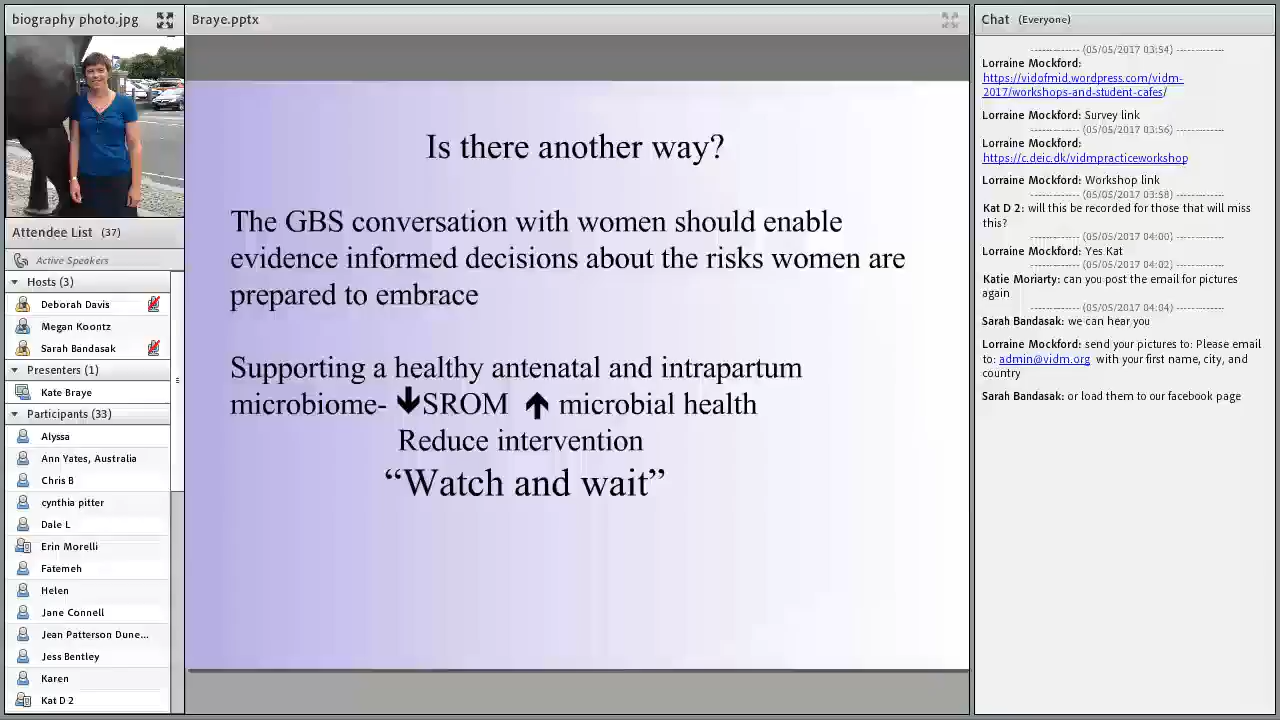 biography photo.jpg
Attendee List (37)
Active Speakers
Hosts (3)
Deborah Davis
Megan Koontz
Sarah Bandasak
Presenters (1)
Kate Braye
Participants (33)
Alyssa
Ann Yates, Australia
Chris B
cynthia pitter
Dale L
Erin Morelli
Fatemeh
Helen
Jane Connell
Jean Patterson Dune...
Jess Bentley
Karen
Kat D 2
Braye.pptx
Is there another way?
The GBS conversation with women should enable
evidence informed decisions about the risks women are
prepared to embrace
Supporting a healthy antenatal and intrapartum
microbiome- 🡇SROM 🡅 microbial health
Reduce intervention
“Watch and wait”
Chat (Everyone)
------------- (05/05/2017 03:54) -------------
Lorraine Mockford:
https://vidofmid.wordpress.com/vidm-
2017/workshops-and-student-cafes/
Lorraine Mockford: Survey link
------------- (05/05/2017 03:56) -------------
Lorraine Mockford:
https://c.deic.dk/vidmpracticeworkshop
Lorraine Mockford: Workshop link
------------- (05/05/2017 03:58) -------------
Kat D 2: will this be recorded for those that will miss
this?
------------- (05/05/2017 04:00) -------------
Lorraine Mockford: Yes Kat
------------- (05/05/2017 04:02) -------------
Katie Moriarty: can you post the email for pictures
again
------------- (05/05/2017 04:04) -------------
Sarah Bandasak: we can hear you
Lorraine Mockford: send your pictures to: Please email
to: admin@vidm.org with your first name, city, and
country
Sarah Bandasak: or load them to our facebook page